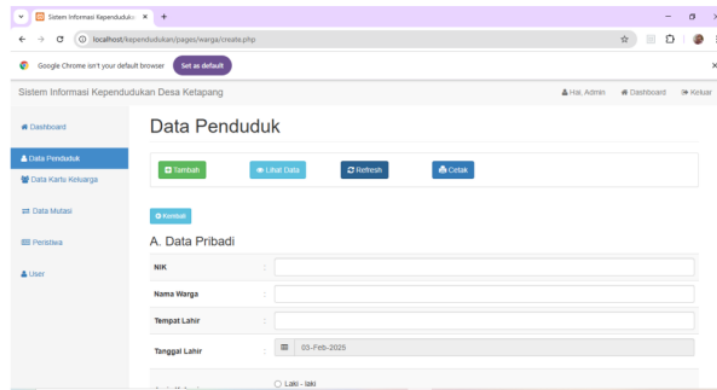 Sistem Informasi Kependuduka
localhost/kependudukan/pages/warga/create.php
Google Chrome isn't your default browser Set as default
Sistem Informasi Kependudukan Desa Ketapang
Hai, Admin Dashboard Keluar
Dashboard
Data Penduduk
Data Kartu Keluarga
Data Mutasi
Peristiwa
User
Data Penduduk
Tambah Lihat Data Refresh Cetak
Kembali
A. Data Pribadi
NIK :
Nama Warga :
Tempat Lahir :
Tanggal Lahir : 03-Feb-2025
Laki - laki